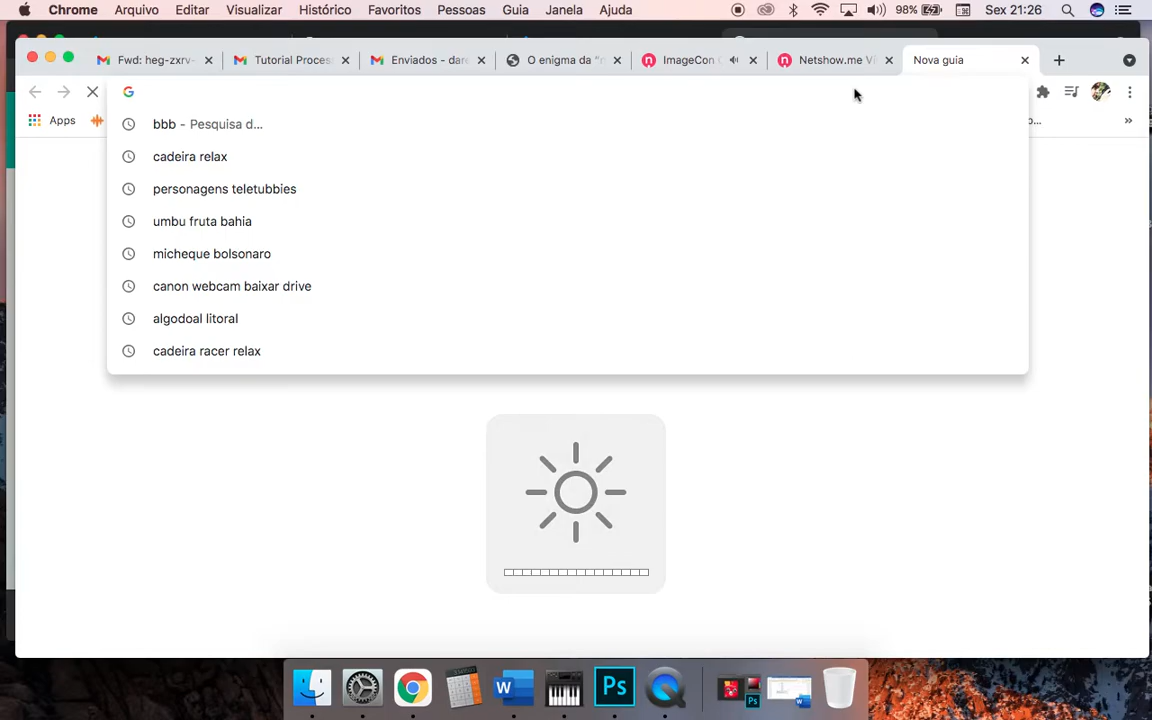 Chrome Arquivo Editar Visualizar Histórico Favoritos Pessoas Guia Janela Ajuda 98% Sex 21:26
Fwd: heg-zxrv- Tutorial Proces Enviados - dar O enigma da "n ImageCon Netshow.me Vi Nova guia
G
Apps o...
bbb - Pesquisa d...
cadeira relax
personagens teletubbies
umbu fruta bahia
micheque bolsonaro
canon webcam baixar drive
algodoal litoral
cadeira racer relax
W Ps Ps W